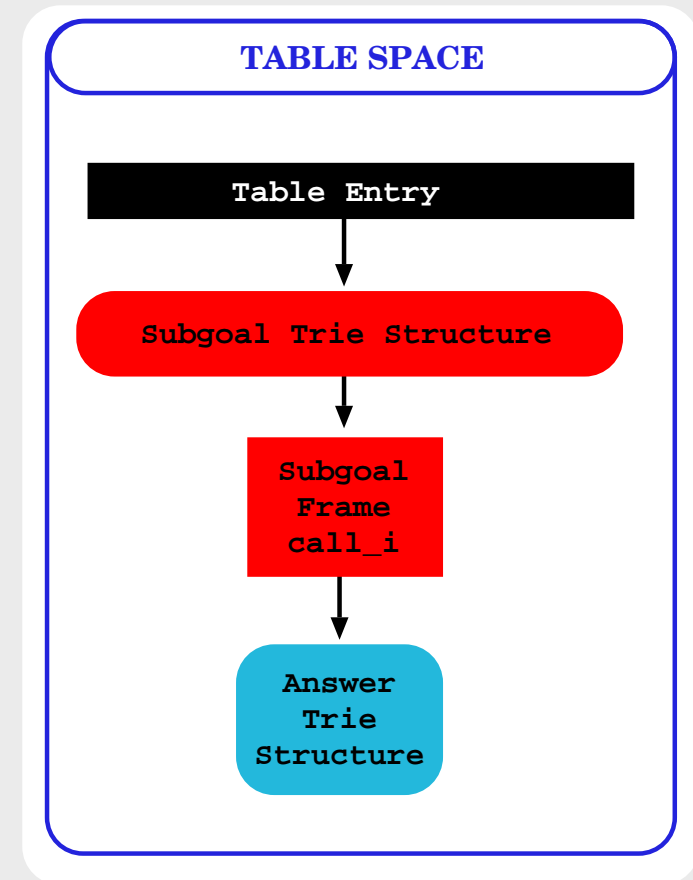 TABLE SPACE
Table Entry
Subgoal Trie Structure
Subgoal
Frame
call_i
Answer
Trie
Structure